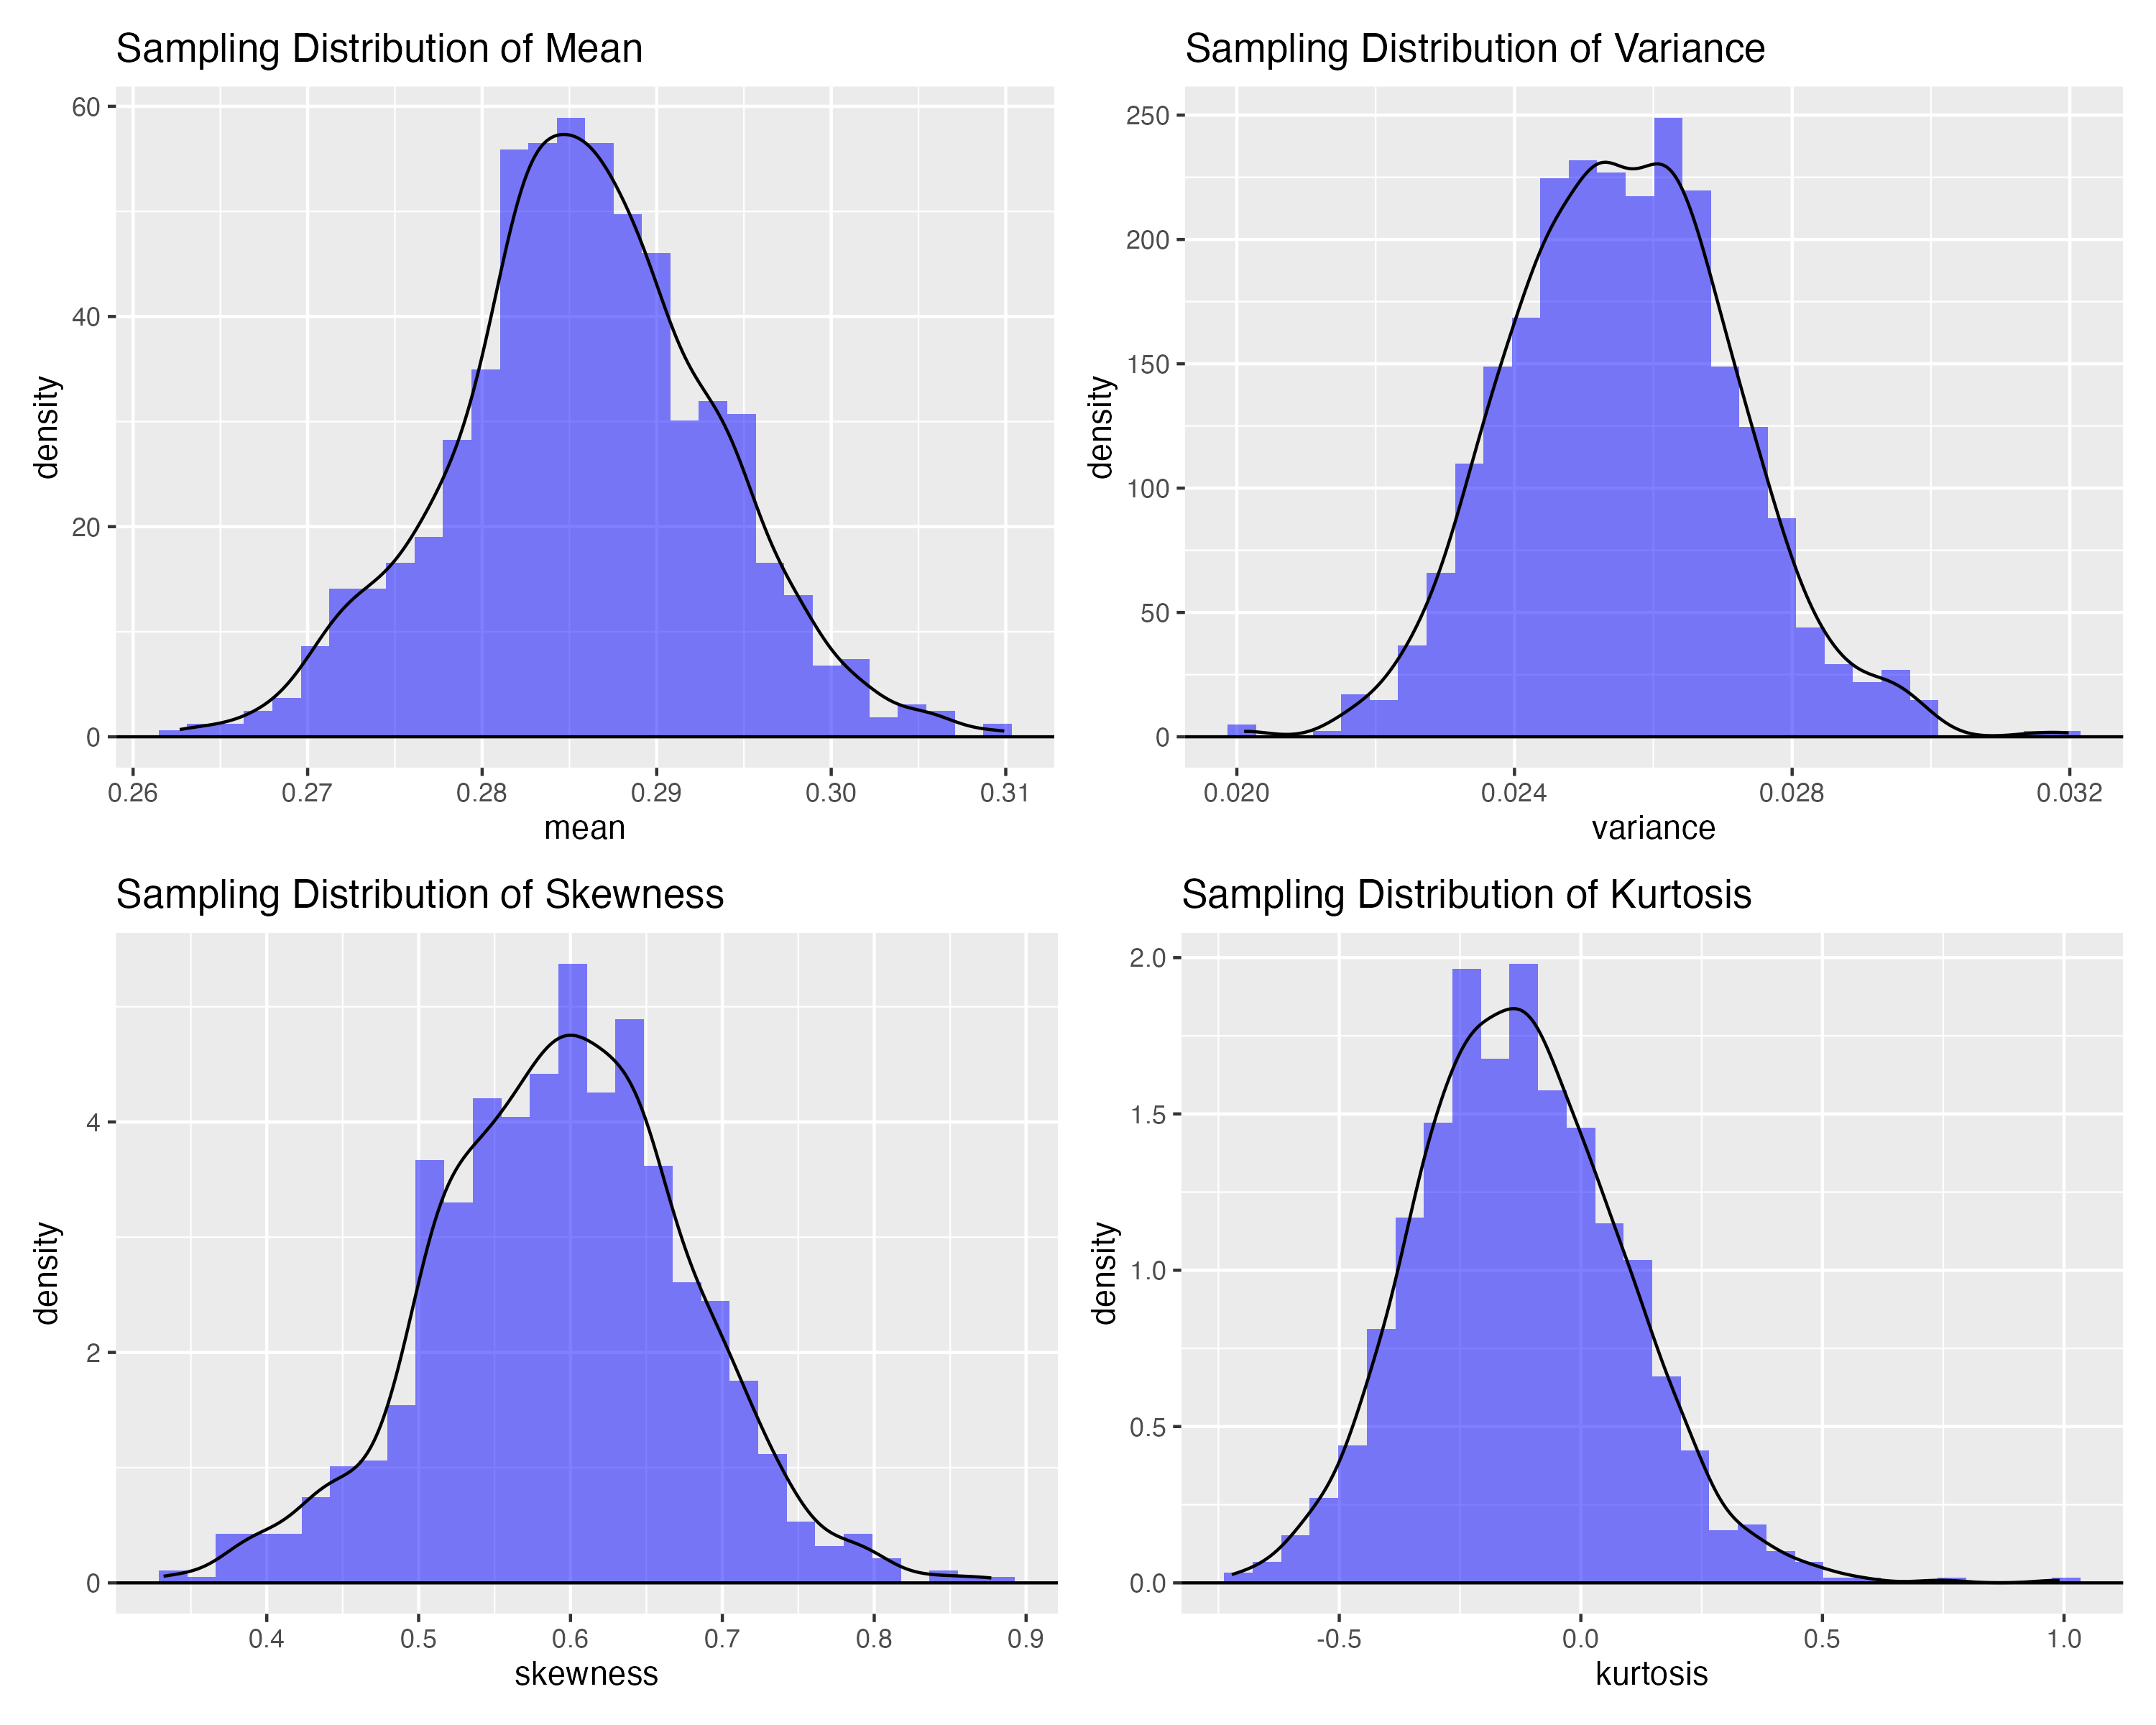 Sampling Distribution of Mean
60
40
20
0
density
0.26 0.27 0.28 0.29 0.30 0.31
mean
Sampling Distribution of Variance
250
200
150
100
50
0
density
0.020 0.024 0.028 0.032
variance
Sampling Distribution of Skewness
4
2
0
density
0.4 0.5 0.6 0.7 0.8 0.9
skewness
Sampling Distribution of Kurtosis
2.0
1.5
1.0
0.5
0.0
density
-0.5 0.0 0.5 1.0
kurtosis